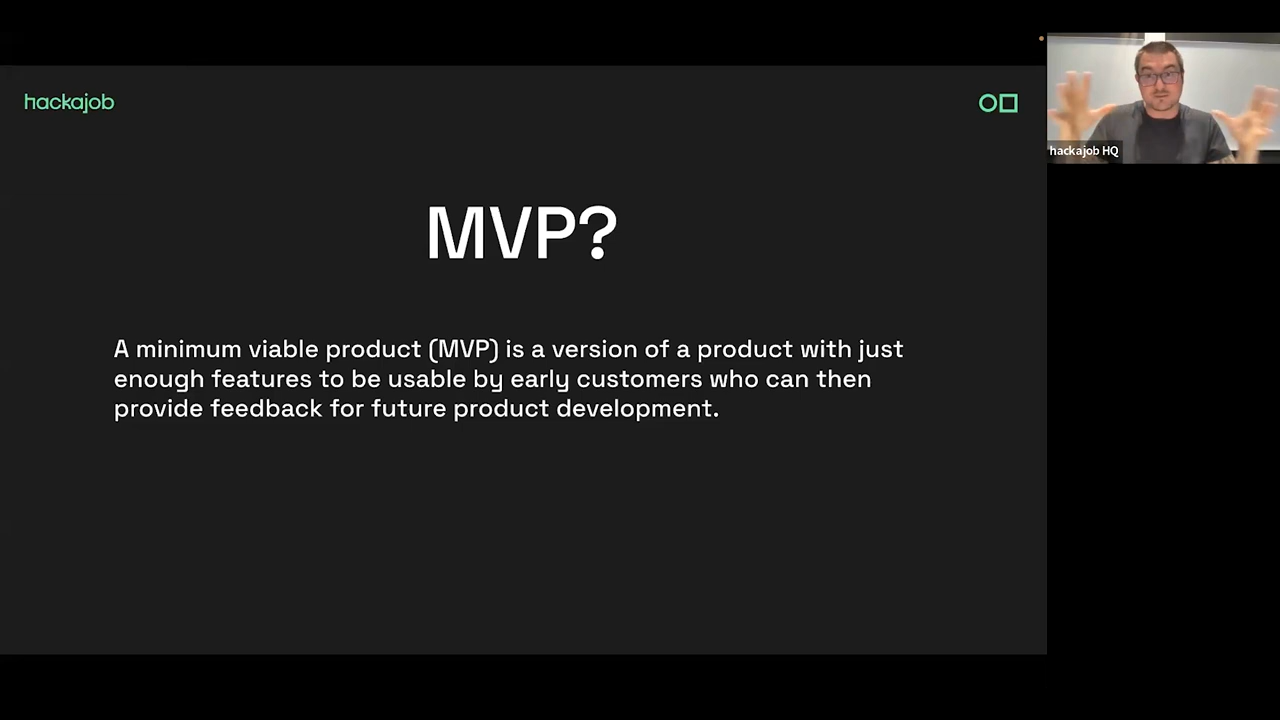 hackajob
hackajob HQ
MVP?
A minimum viable product (MVP) is a version of a product with just
enough features to be usable by early customers who can then
provide feedback for future product development.